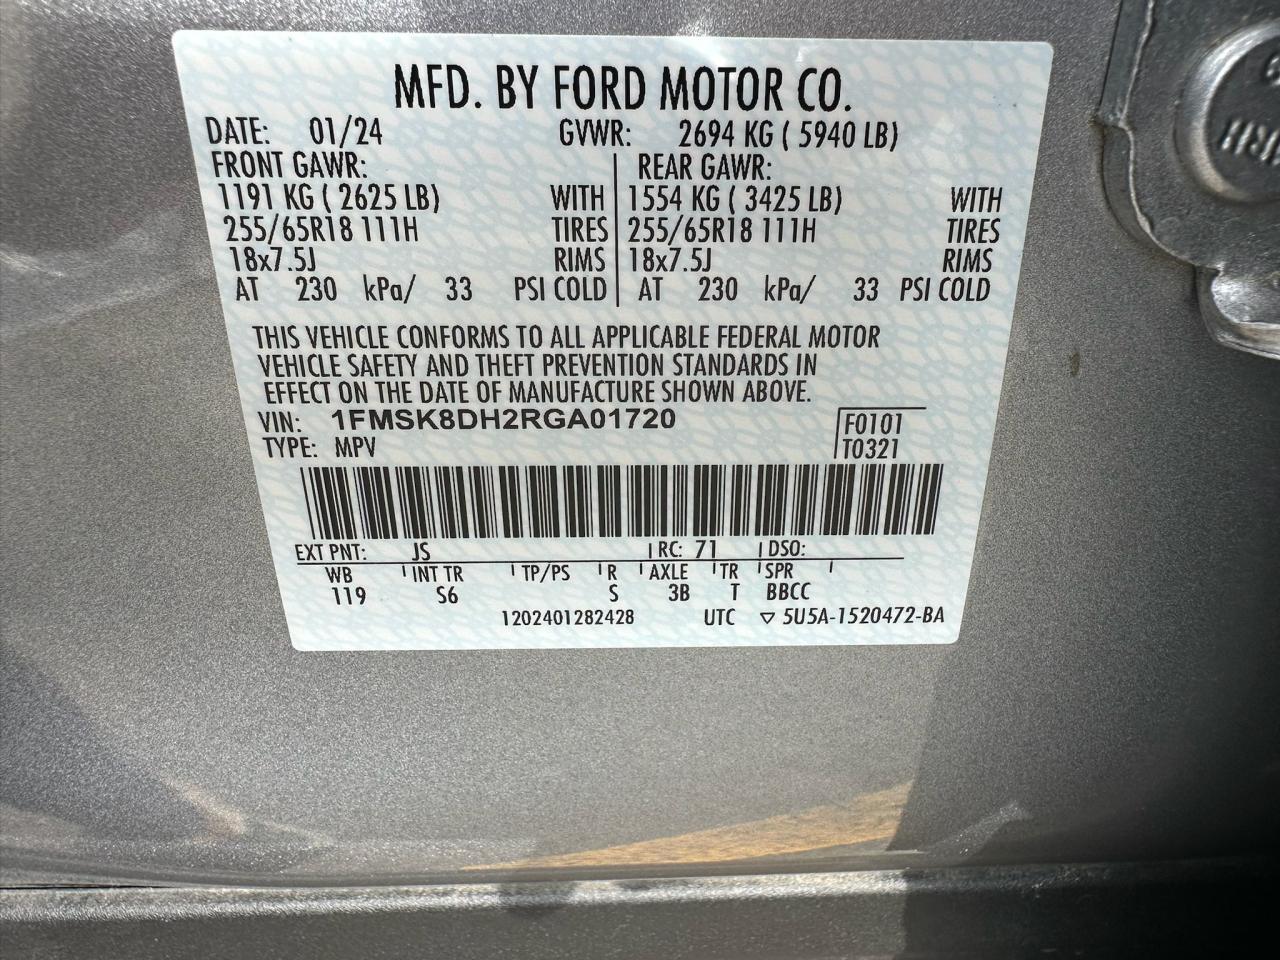 MFD. BY FORD MOTOR CO.
DATE: 01/24 GVWR: 2694 KG ( 5940 LB)
FRONT GAWR: REAR GAWR:
1191 KG ( 2625 LB) WITH 1554 KG ( 3425 LB) WITH
255/65R18 111H TIRES 255/65R18 111H TIRES
18x7.5J RIMS 18x7.5J RIMS
AT 230 kPa/ 33 PSI COLD AT 230 kPa/ 33 PSI COLD
THIS VEHICLE CONFORMS TO ALL APPLICABLE FEDERAL MOTOR
VEHICLE SAFETY AND THEFT PREVENTION STANDARDS IN
EFFECT ON THE DATE OF MANUFACTURE SHOWN ABOVE.
VIN: 1FMSK8DH2RGA01720 F0101
TYPE: MPV T0321
EXT PNT: JS RC: 71 DSO:
WB INT TR TP/PS R AXLE TR SPR
119 S6 S 3B T BBCC
1202401282428 UTC ▽ 5U5A-1520472-BA